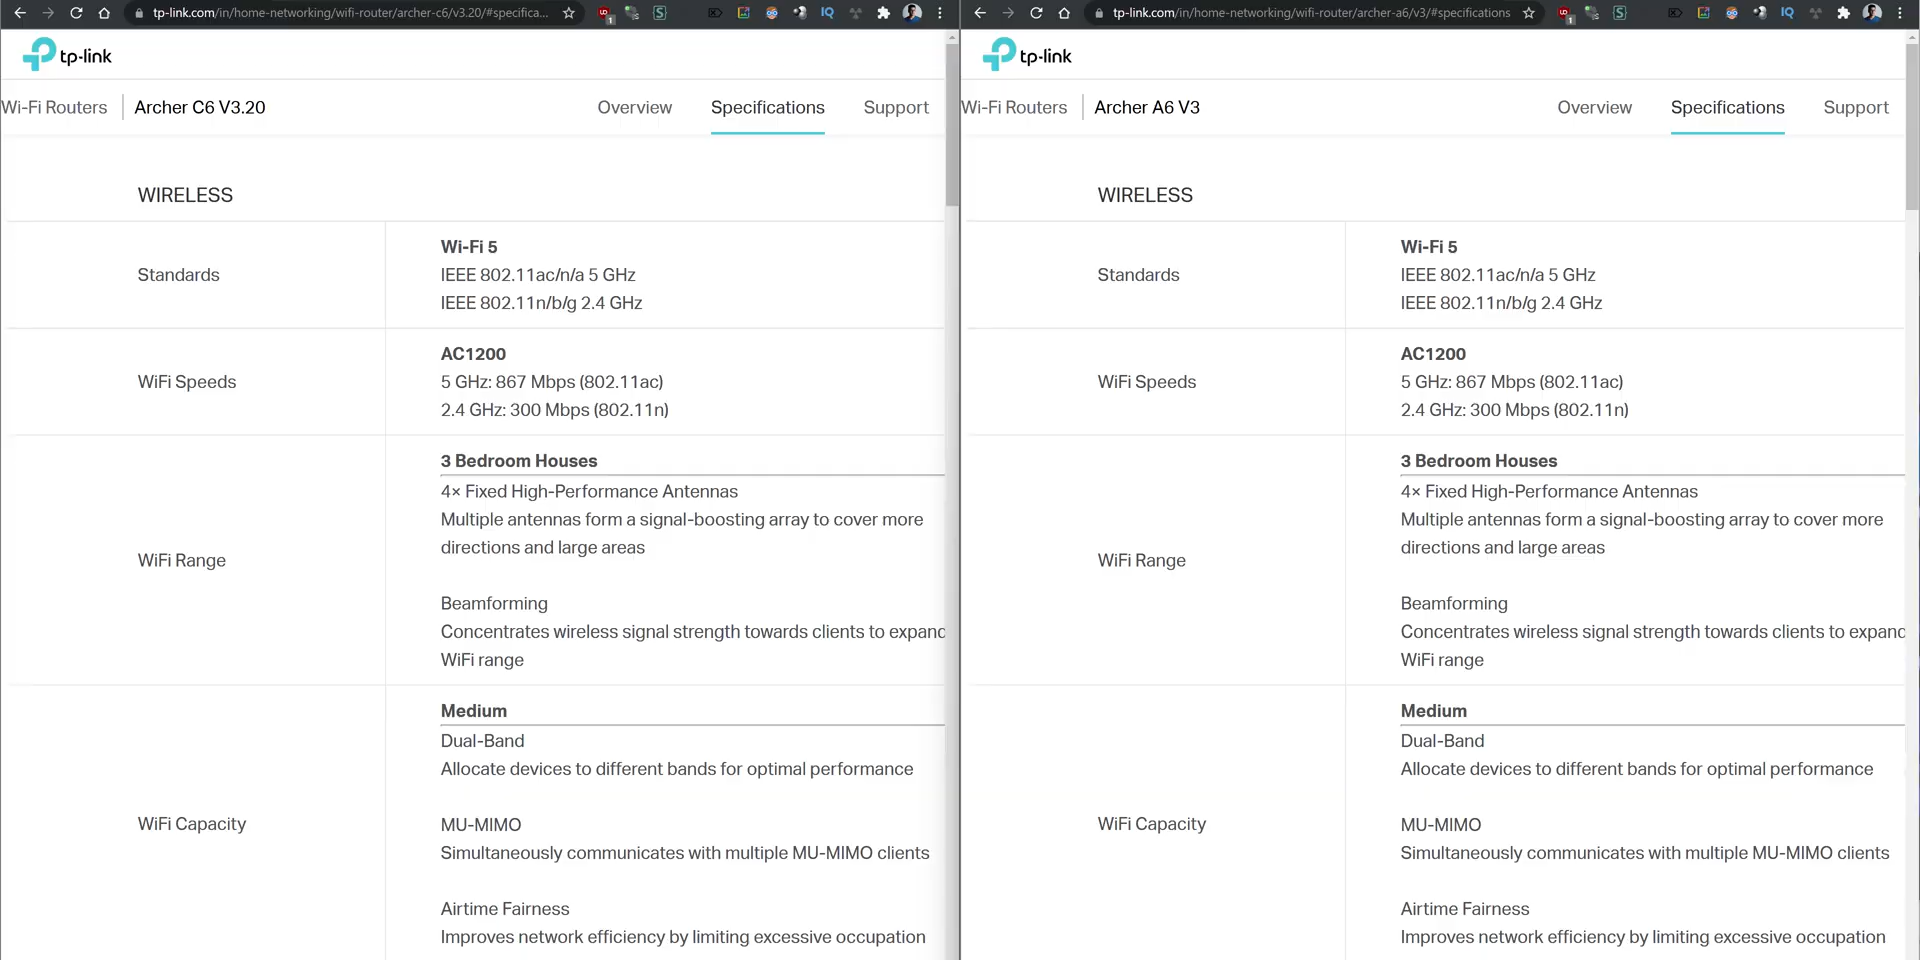 tp-link.com/in/home-networking/wifi-router/archer-c6/v3.20/#specifica...
IQ
tp-link
Wi-Fi Routers
Archer C6 V3.20
Overview
Specifications
Support
WIRELESS
Standards
Wi-Fi 5
IEEE 802.11ac/n/a 5 GHz
IEEE 802.11n/b/g 2.4 GHz
WiFi Speeds
AC1200
5 GHz: 867 Mbps (802.11ac)
2.4 GHz: 300 Mbps (802.11n)
WiFi Range
3 Bedroom Houses
4× Fixed High-Performance Antennas
Multiple antennas form a signal-boosting array to cover more
directions and large areas
Beamforming
Concentrates wireless signal strength towards clients to expand
WiFi range
WiFi Capacity
Medium
Dual-Band
Allocate devices to different bands for optimal performance
MU-MIMO
Simultaneously communicates with multiple MU-MIMO clients
Airtime Fairness
Improves network efficiency by limiting excessive occupation
tp-link.com/in/home-networking/wifi-router/archer-a6/v3/#specifications
IQ
tp-link
Wi-Fi Routers
Archer A6 V3
Overview
Specifications
Support
WIRELESS
Standards
Wi-Fi 5
IEEE 802.11ac/n/a 5 GHz
IEEE 802.11n/b/g 2.4 GHz
WiFi Speeds
AC1200
5 GHz: 867 Mbps (802.11ac)
2.4 GHz: 300 Mbps (802.11n)
WiFi Range
3 Bedroom Houses
4× Fixed High-Performance Antennas
Multiple antennas form a signal-boosting array to cover more
directions and large areas
Beamforming
Concentrates wireless signal strength towards clients to expand
WiFi range
WiFi Capacity
Medium
Dual-Band
Allocate devices to different bands for optimal performance
MU-MIMO
Simultaneously communicates with multiple MU-MIMO clients
Airtime Fairness
Improves network efficiency by limiting excessive occupation